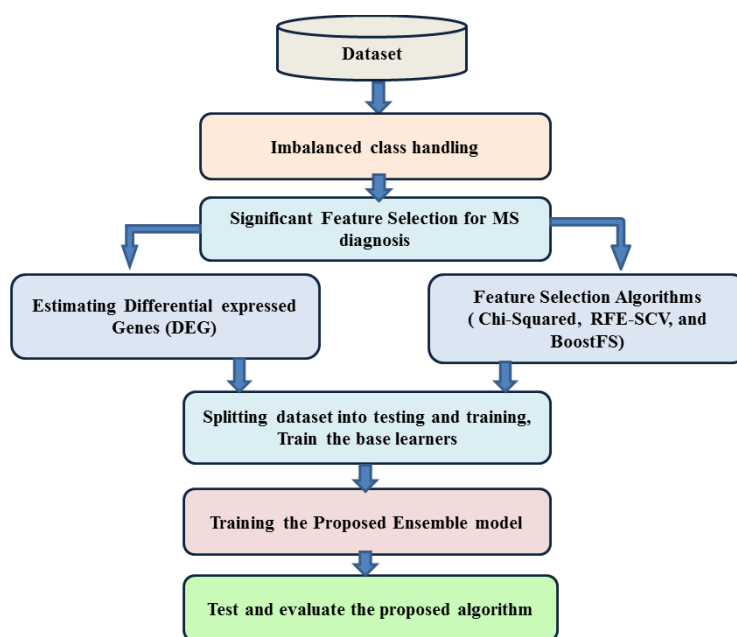 Dataset
Imbalanced class handling
Significant Feature Selection for MS
diagnosis
Estimating Differential expressed
Genes (DEG)
Feature Selection Algorithms
( Chi-Squared, RFE-SCV, and
BoostFS)
Splitting dataset into testing and training,
Train the base learners
Training the Proposed Ensemble model
Test and evaluate the proposed algorithm